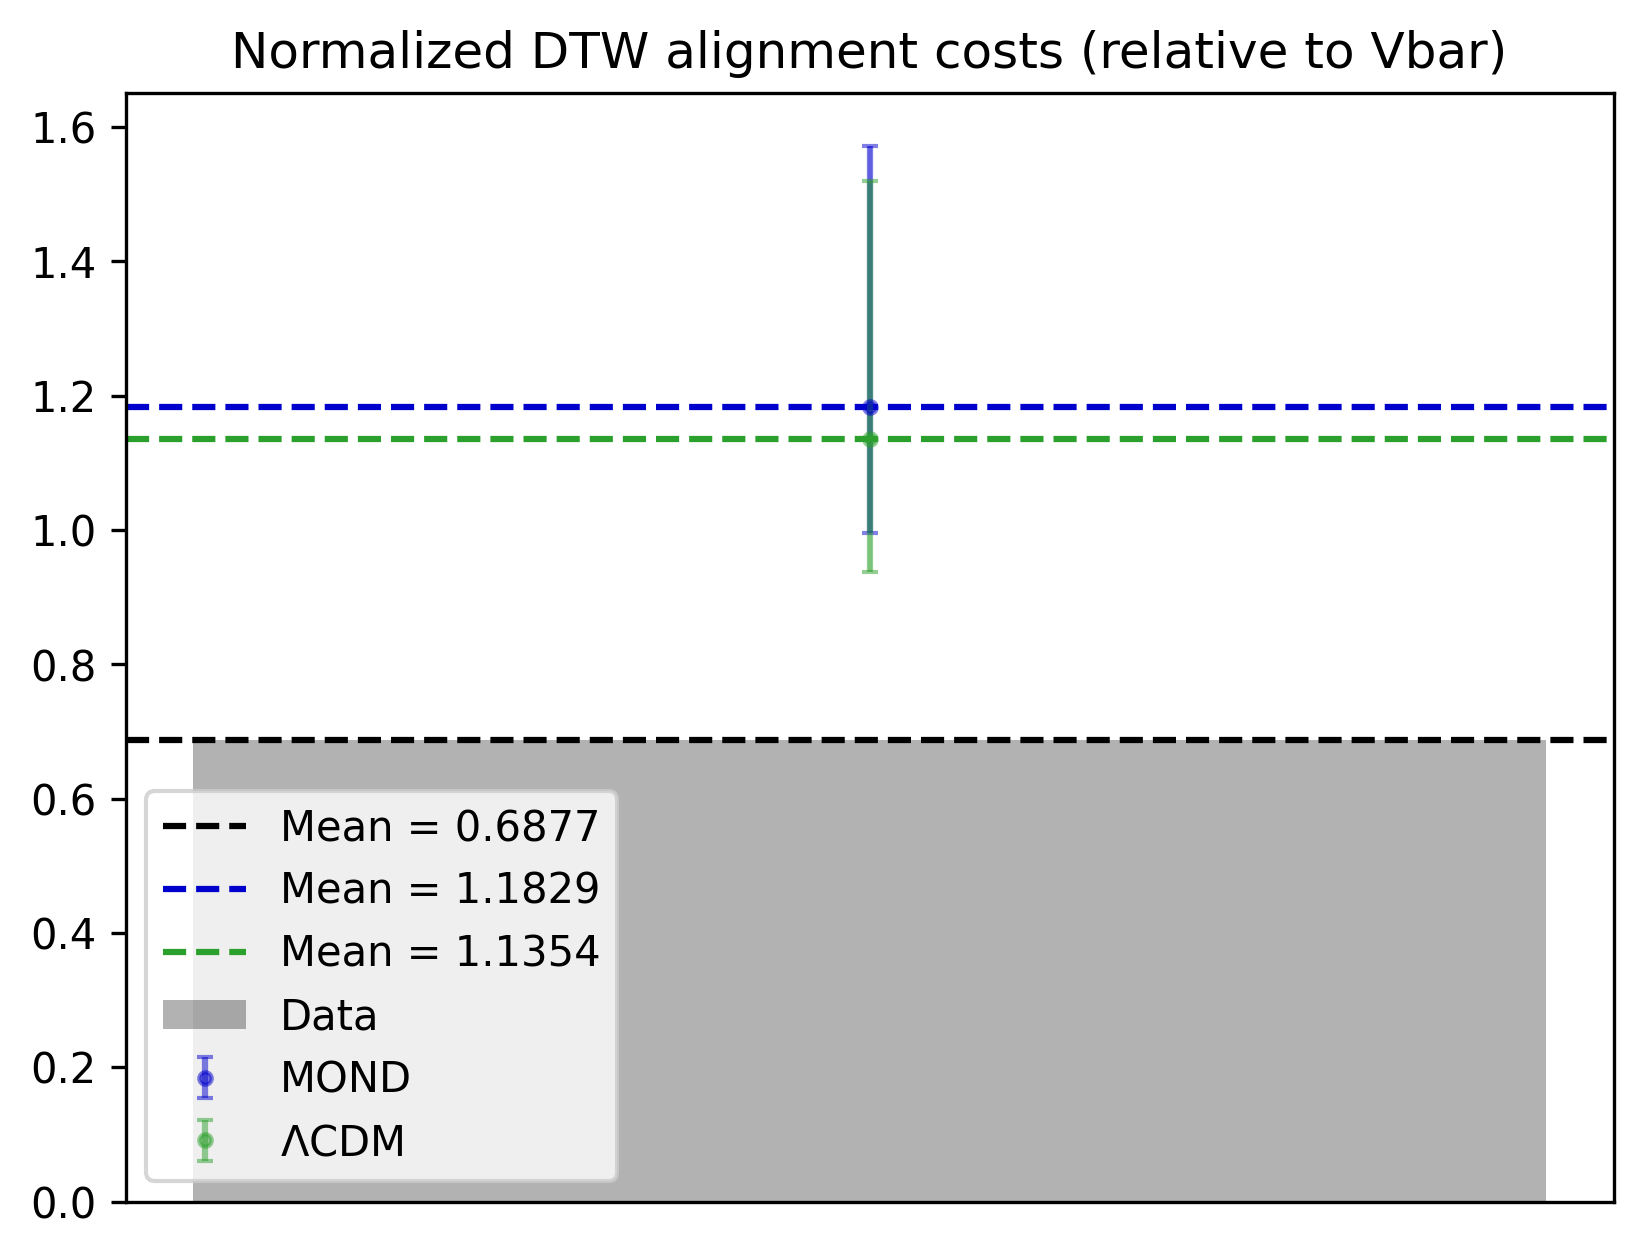 Normalized DTW alignment costs (relative to Vbar)
1.6
1.4
1.2
1.0
0.8
0.6
0.4
0.2
0.0
Mean = 0.6877
Mean = 1.1829
Mean = 1.1354
Data
MOND
ΛCDM